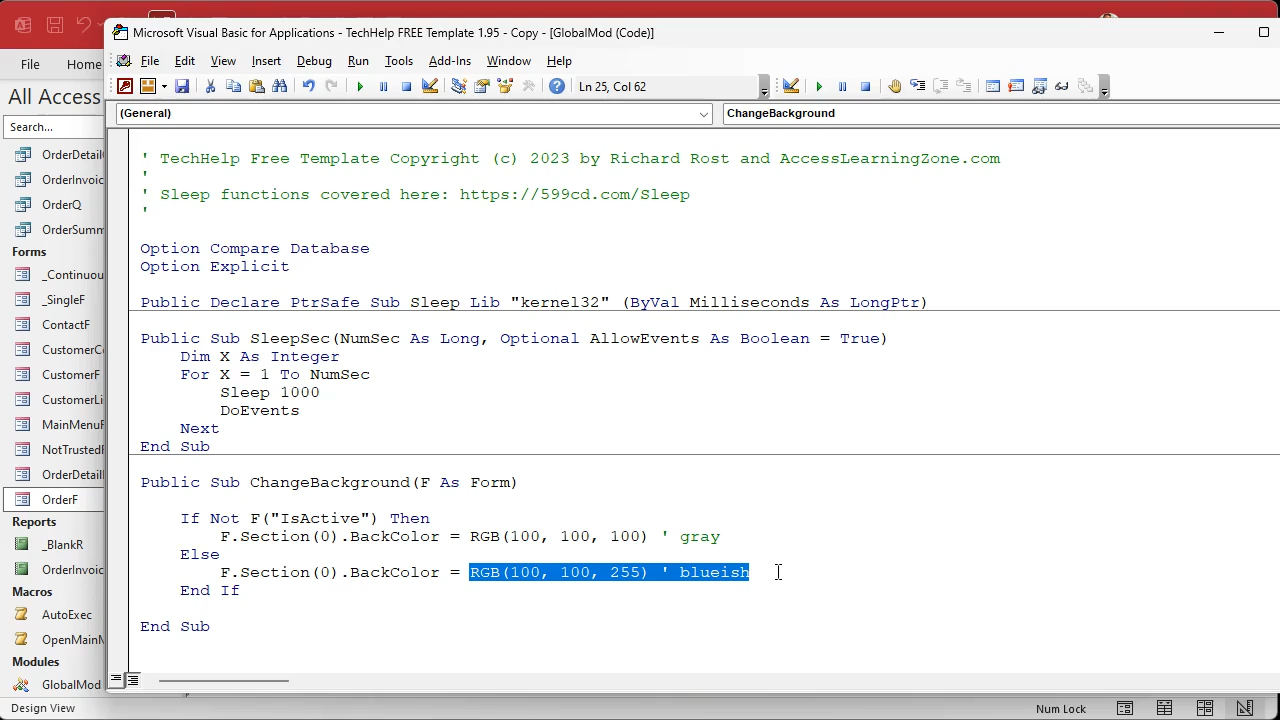 Microsoft Visual Basic for Applications - TechHelp FREE Template 1.95 - Copy - [GlobalMod (Code)]
File Home
File Edit View Insert Debug Run Tools Add-Ins Window Help
Ln 25, Col 62
All Access
Search...
(General) ChangeBackground
OrderDetail
OrderInvoic
OrderQ
OrderSumm
Forms
_Continuou
_SingleF
ContactF
CustomerC
CustomerF
CustomerLi
MainMenuF
NotTrustedF
OrderDetail
OrderF
Reports
_BlankR
OrderInvoic
Macros
AutoExec
OpenMainM
Modules
GlobalMod
' TechHelp Free Template Copyright (c) 2023 by Richard Rost and AccessLearningZone.com
'
' Sleep functions covered here: https://599cd.com/Sleep
'
Option Compare Database
Option Explicit
Public Declare PtrSafe Sub Sleep Lib "kernel32" (ByVal Milliseconds As LongPtr)
Public Sub SleepSec(NumSec As Long, Optional AllowEvents As Boolean = True)
Dim X As Integer
For X = 1 To NumSec
Sleep 1000
DoEvents
Next
End Sub
Public Sub ChangeBackground(F As Form)
If Not F("IsActive") Then
F.Section(0).BackColor = RGB(100, 100, 100) ' gray
Else
F.Section(0).BackColor = RGB(100, 100, 255) ' blueish
End If
End Sub
Design View
Num Lock